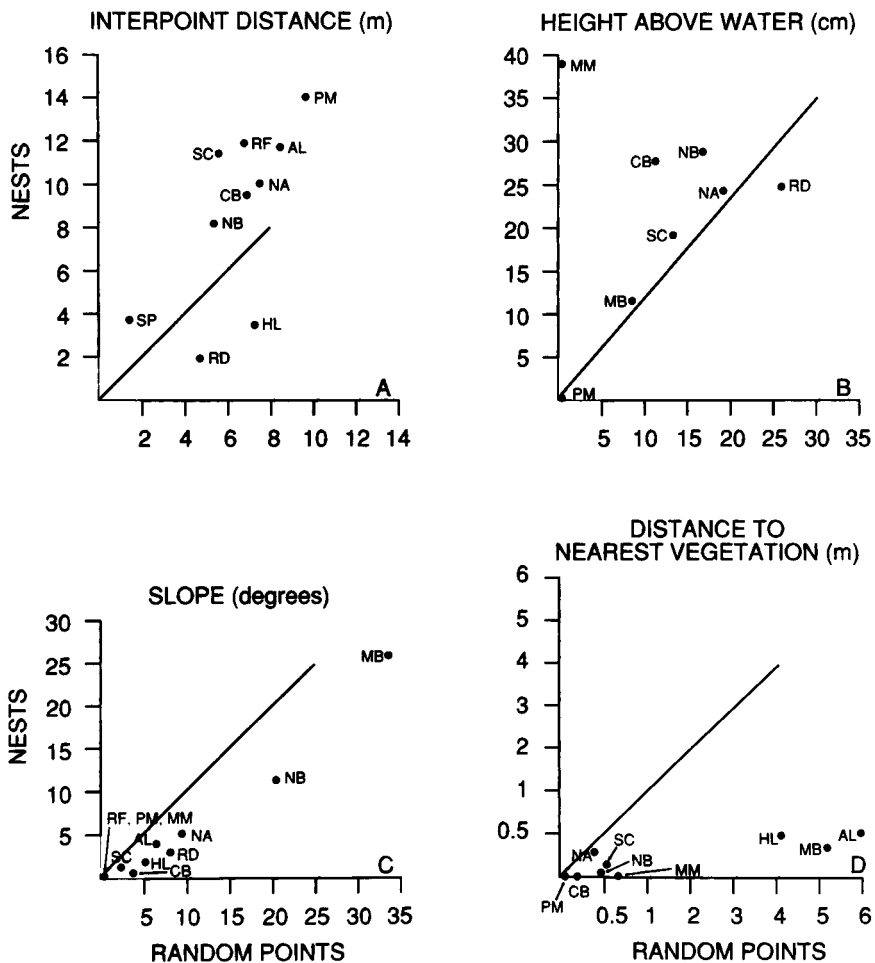 INTERPOINT DISTANCE (m)
NESTS
16
14
12
10
8
6
4
2
2 4 6 8 10 12 14
PM
RF
AL
SC
NA
CB
NB
SP
HL
RD
A
HEIGHT ABOVE WATER (cm)
40
35
30
25
20
15
10
5
5 10 15 20 25 30 35
MM
CB
NB
NA
RD
SC
MB
PM
B
SLOPE (degrees)
NESTS
30
25
20
15
10
5
5 10 15 20 25 30 35
RANDOM POINTS
MB
NB
RF, PM, MM
AL
NA
SC
RD
HL
CB
C
DISTANCE TO
NEAREST VEGETATION (m)
6
5
4
3
2
1
0.5
0.5 1 2 3 4 5 6
RANDOM POINTS
SC
NA
NB
MM
HL
MB
AL
PM
CB
D